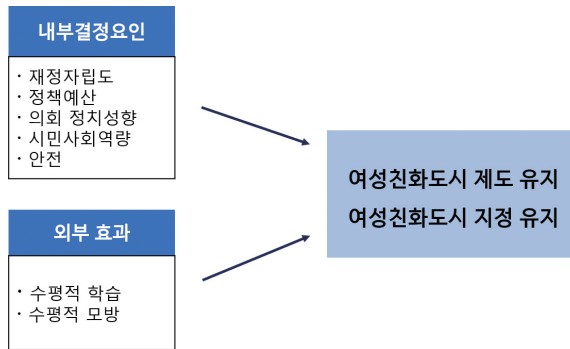 내부결정요인
· 재정자립도
· 정책예산
· 의회 정치성향
· 시민사회역량
· 안전
외부 효과
· 수평적 학습
· 수평적 모방
여성친화도시 제도 유지
여성친화도시 지정 유지